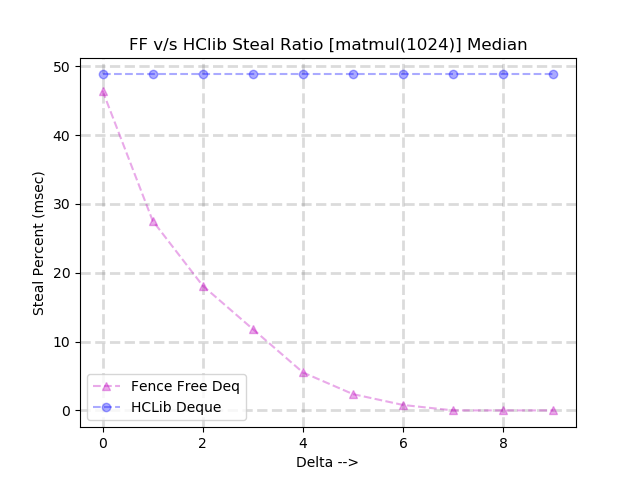 FF v/s HClib Steal Ratio [matmul(1024)] Median
Steal Percent (msec)
50
40
30
20
10
0
0 2 4 6 8
Delta -->
Fence Free Deq
HCLib Deque